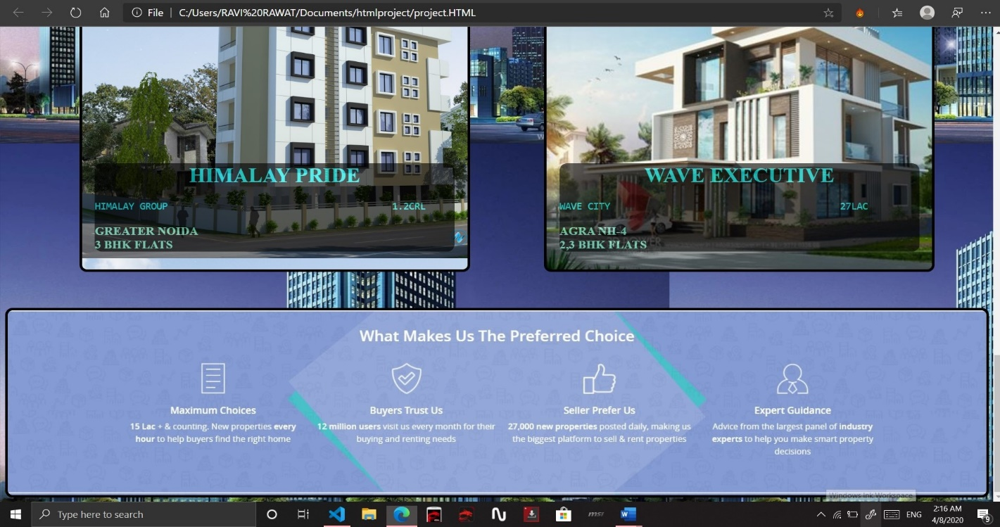 File
C:/Users/RAVI%20RAWAT/Documents/htmlproject/project.HTML
HIMALAY PRIDE
HIMALAY GROUP 1.2CRL
GREATER NOIDA
3 BHK FLATS
WAVE EXECUTIVE
WAVE CITY 27LAC
AGRA NH-4
2,3 BHK FLATS
What Makes Us The Preferred Choice
Maximum Choices
15 Lac + & counting. New properties every
hour to help buyers find the right home
Buyers Trust Us
12 million users visit us every month for their
buying and renting needs
Seller Prefer Us
27,000 new properties posted daily, making us
the biggest platform to sell & rent properties
Expert Guidance
Advice from the largest panel of industry
experts to help you make smart property
decisions
Windows Ink Workspace
Type here to search
msi
ENG
2:16 AM
4/8/2020
9